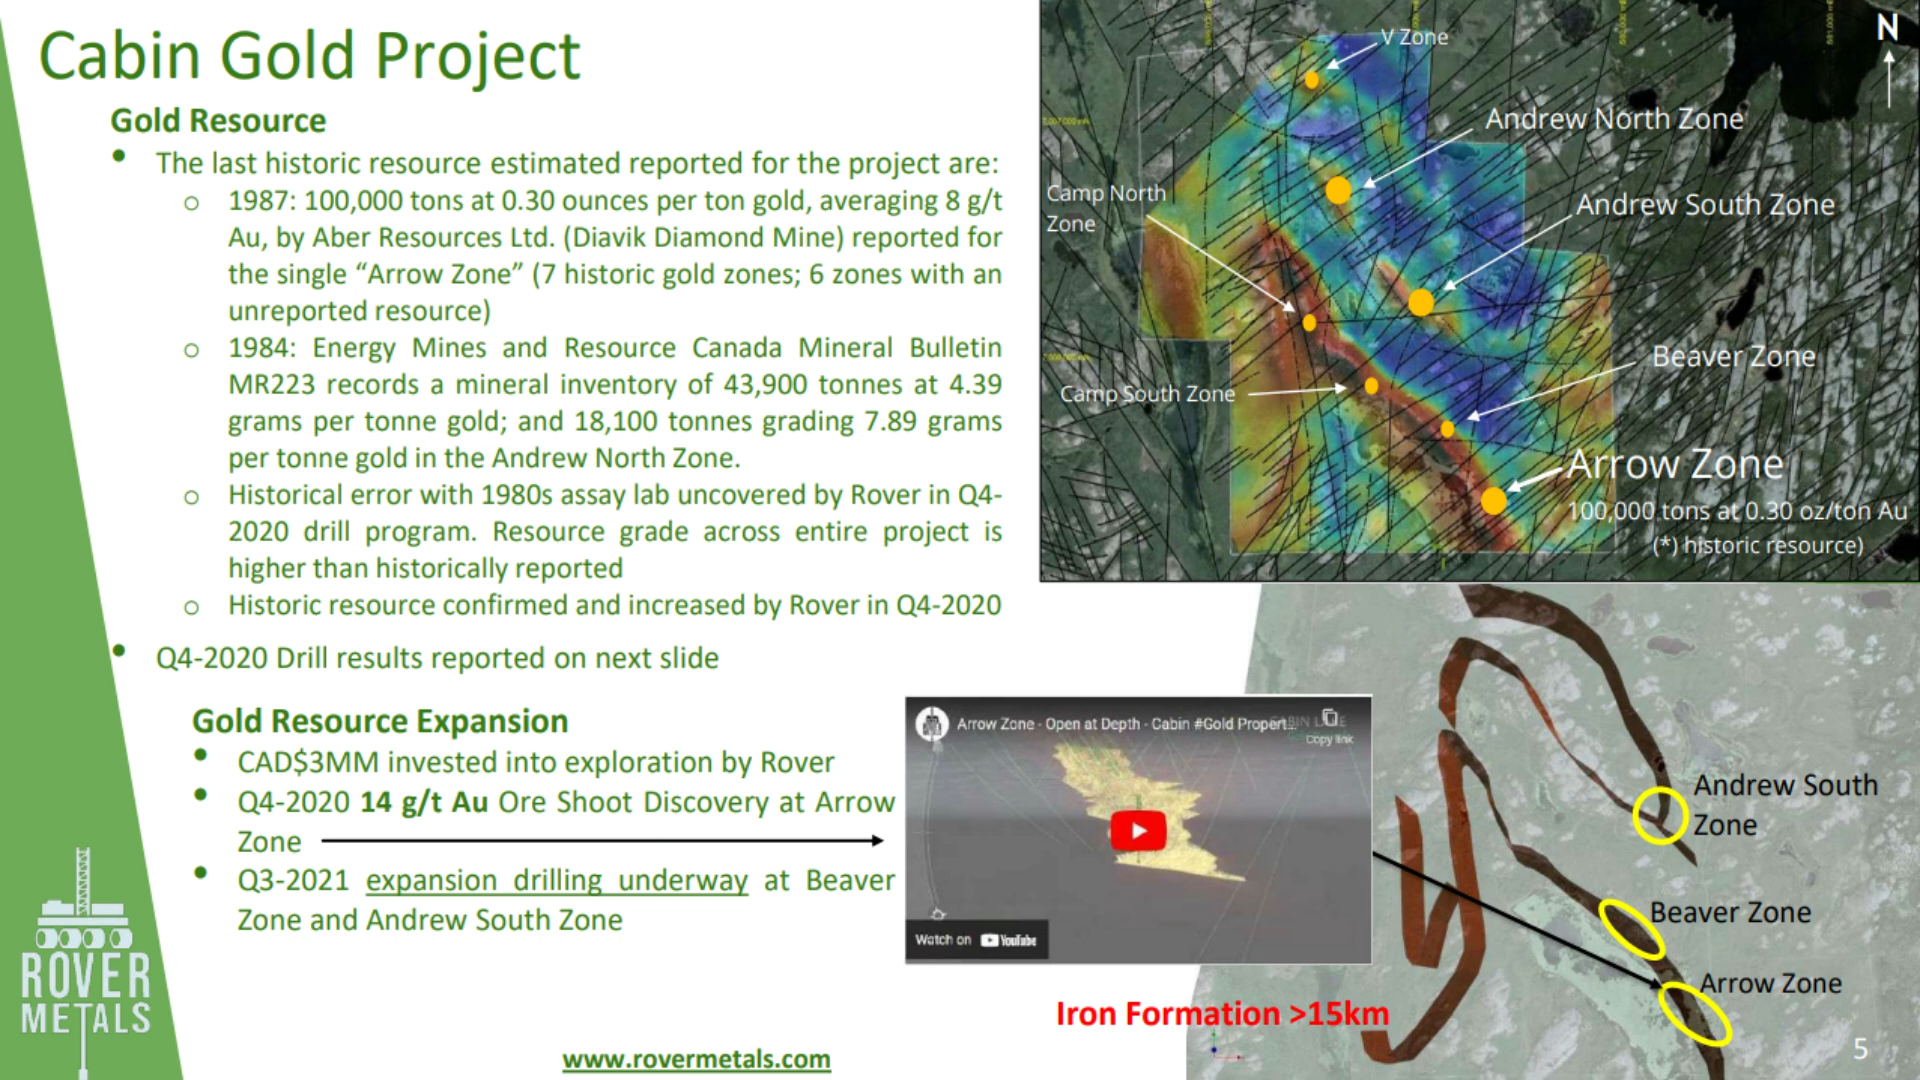 Cabin Gold Project
Gold Resource
• The last historic resource estimated reported for the project are:
o 1987: 100,000 tons at 0.30 ounces per ton gold, averaging 8 g/t
Au, by Aber Resources Ltd. (Diavik Diamond Mine) reported for
the single “Arrow Zone” (7 historic gold zones; 6 zones with an
unreported resource)
o 1984: Energy Mines and Resource Canada Mineral Bulletin
MR223 records a mineral inventory of 43,900 tonnes at 4.39
grams per tonne gold; and 18,100 tonnes grading 7.89 grams
per tonne gold in the Andrew North Zone.
o Historical error with 1980s assay lab uncovered by Rover in Q4-
2020 drill program. Resource grade across entire project is
higher than historically reported
o Historic resource confirmed and increased by Rover in Q4-2020
• Q4-2020 Drill results reported on next slide
Gold Resource Expansion
• CAD$3MM invested into exploration by Rover
• Q4-2020 14 g/t Au Ore Shoot Discovery at Arrow
Zone
• Q3-2021 expansion drilling underway at Beaver
Zone and Andrew South Zone
ROVER
METALS
www.rovermetals.com
N
V Zone
Andrew North Zone
Camp North
Zone
Andrew South Zone
Beaver Zone
Camp South Zone
Arrow Zone
100,000 tons at 0.30 oz/ton Au
(*) historic resource)
Arrow Zone - Open at Depth - Cabin #Gold Propert...
Copy link
Watch on YouTube
Andrew South
Zone
Beaver Zone
Arrow Zone
Iron Formation >15km
5